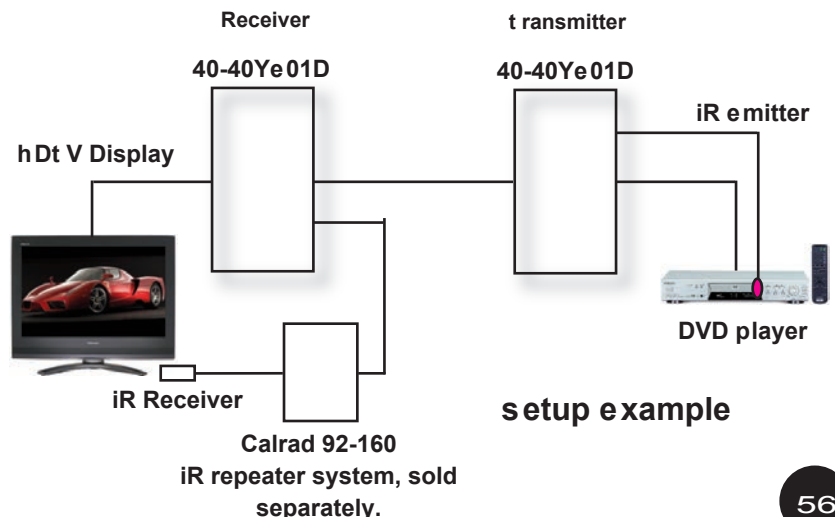 Receiver
t ransmitter
40-40Ye01D
40-40Ye01D
iR emitter
hDtV Display
DVD player
iR Receiver
setup example
Calrad 92-160
iR repeater system, sold
separately.
56